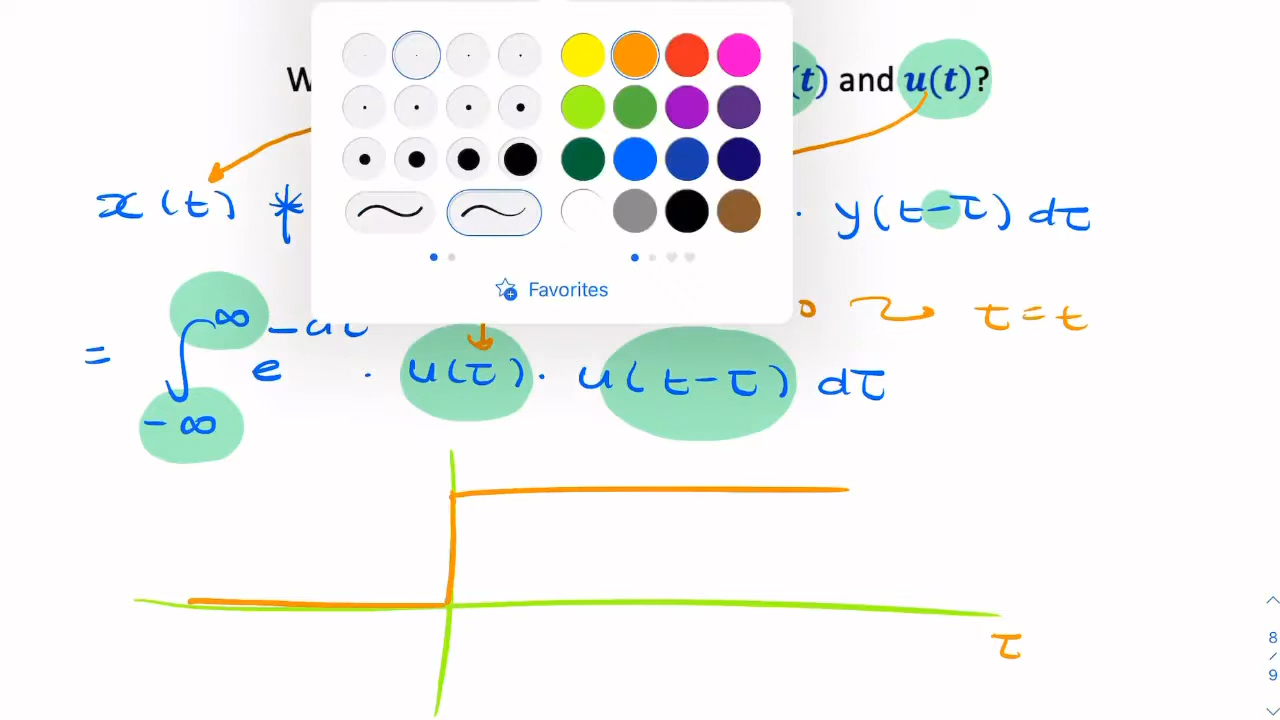 W (t) and u(t)?
x(t) * · y(t-τ) dτ
Favorites
τ = t
= ∫ ∞ -∞ e · u(τ) · u(t-τ) dτ
τ
8
/
9